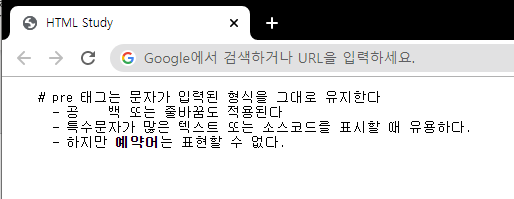 HTML Study
Google에서 검색하거나 URL을 입력하세요.
# pre 태그는 문자가 입력된 형식을 그대로 유지한다
- 공    백 또는 줄바꿈도 적용된다
- 특수문자가 많은 텍스트 또는 소스코드를 표시할 때 유용하다.
- 하지만 예약어는 표현할 수 없다.